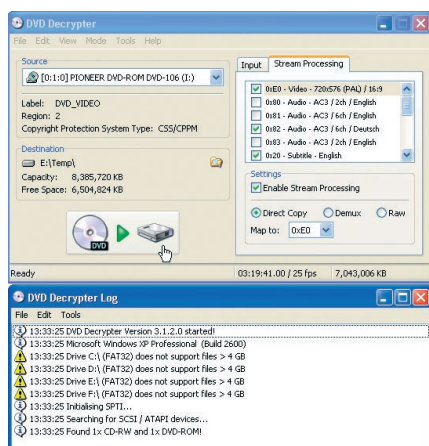 DVD Decrypter
File Edit View Mode Tools Help
Source
[0:1:0] PIONEER DVD-ROM DVD-106 (I:)
Label: DVD_VIDEO
Region: 2
Copyright Protection System Type: CSS/CPPM
Destination
E:\Temp\
Capacity: 8,385,720 KB
Free Space: 6,504,824 KB
DVD
Input Stream Processing
0xE0 - Video - 720x576 (PAL) / 16:9
0x80 - Audio - AC3 / 2ch / English
0x81 - Audio - AC3 / 6ch / English
0x82 - Audio - AC3 / 6ch / Deutsch
0x83 - Audio - AC3 / 2ch / English
0x20 - Subtitle - English
Settings
Enable Stream Processing
Direct Copy Demux Raw
Map to: 0xE0
Ready 03:19:41.00 / 25 fps 7,043,006 KB
DVD Decrypter Log
File Edit Tools
13:33:25 DVD Decrypter Version 3.1.2.0 started!
13:33:25 Microsoft Windows XP Professional (Build 2600)
13:33:25 Drive C:\ (FAT32) does not support files > 4 GB
13:33:25 Drive D:\ (FAT32) does not support files > 4 GB
13:33:25 Drive E:\ (FAT32) does not support files > 4 GB
13:33:25 Drive F:\ (FAT32) does not support files > 4 GB
13:33:25 Initialising SPTI...
13:33:25 Searching for SCSI / ATAPI devices...
13:33:25 Found 1x CD-RW and 1x DVD-ROM!